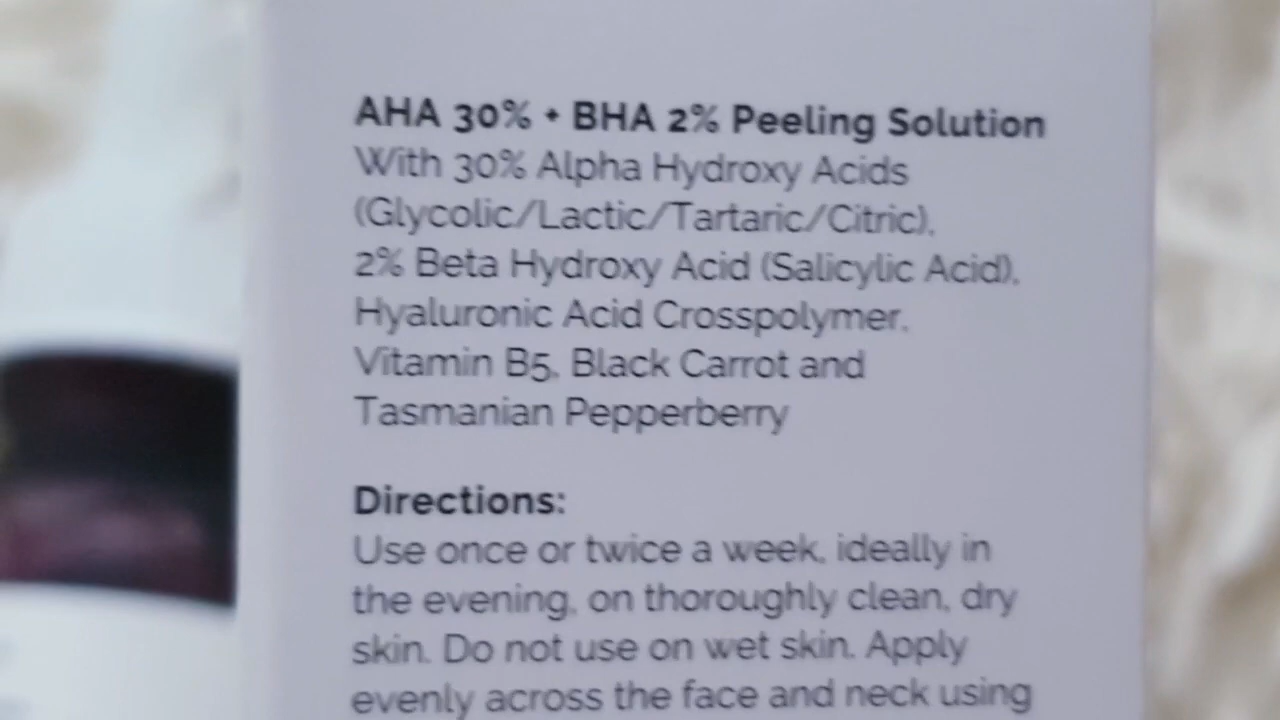 AHA 30% + BHA 2% Peeling Solution
With 30% Alpha Hydroxy Acids
(Glycolic/Lactic/Tartaric/Citric),
2% Beta Hydroxy Acid (Salicylic Acid),
Hyaluronic Acid Crosspolymer,
Vitamin B5, Black Carrot and
Tasmanian Pepperberry
Directions:
Use once or twice a week, ideally in
the evening, on thoroughly clean, dry
skin. Do not use on wet skin. Apply
evenly across the face and neck using